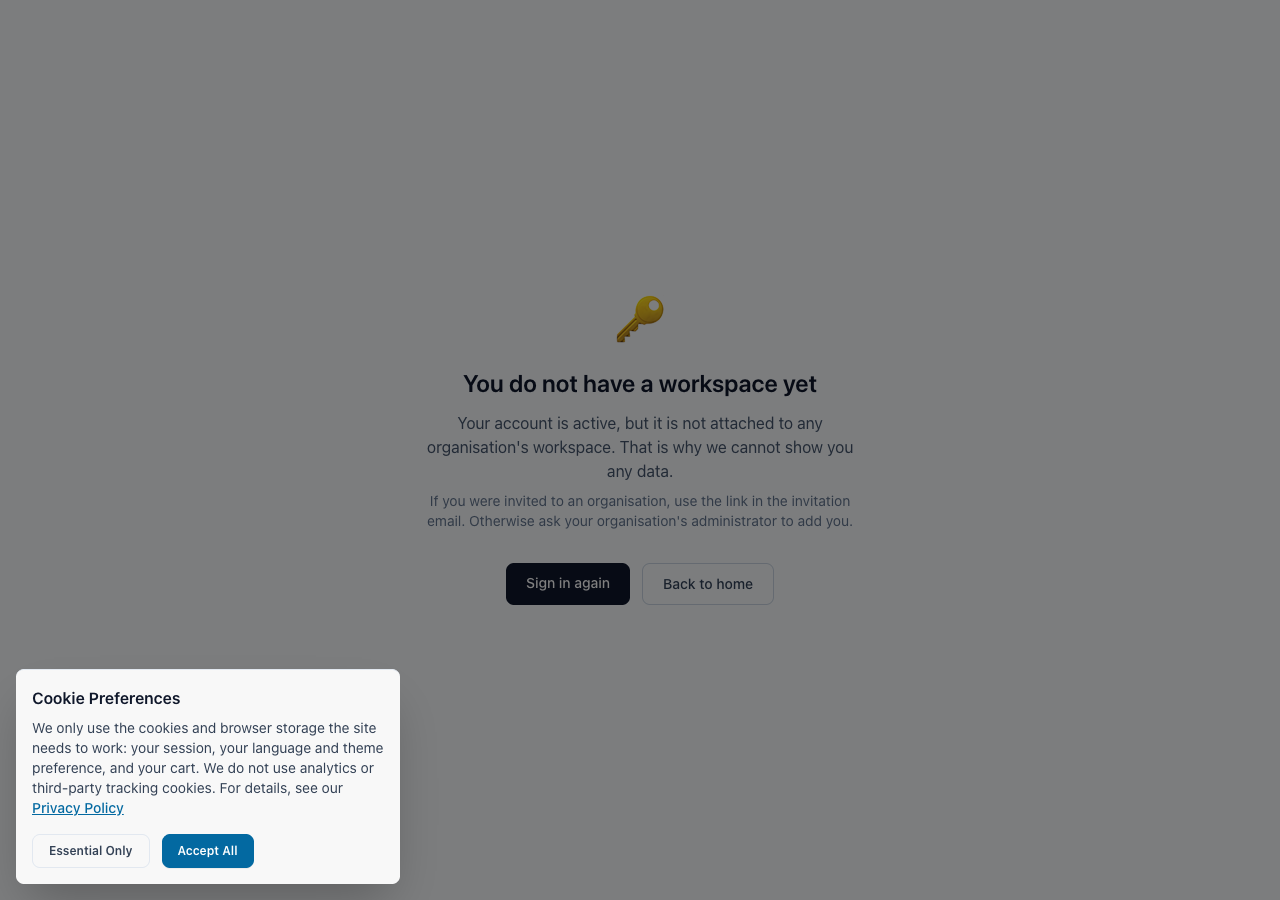 You do not have a workspace yet
Your account is active, but it is not attached to any
organisation's workspace. That is why we cannot show you
any data.
If you were invited to an organisation, use the link in the invitation
email. Otherwise ask your organisation's administrator to add you.
Sign in again
Back to home
Cookie Preferences
We only use the cookies and browser storage the site
needs to work: your session, your language and theme
preference, and your cart. We do not use analytics or
third-party tracking cookies. For details, see our
Privacy Policy
Essential Only
Accept All